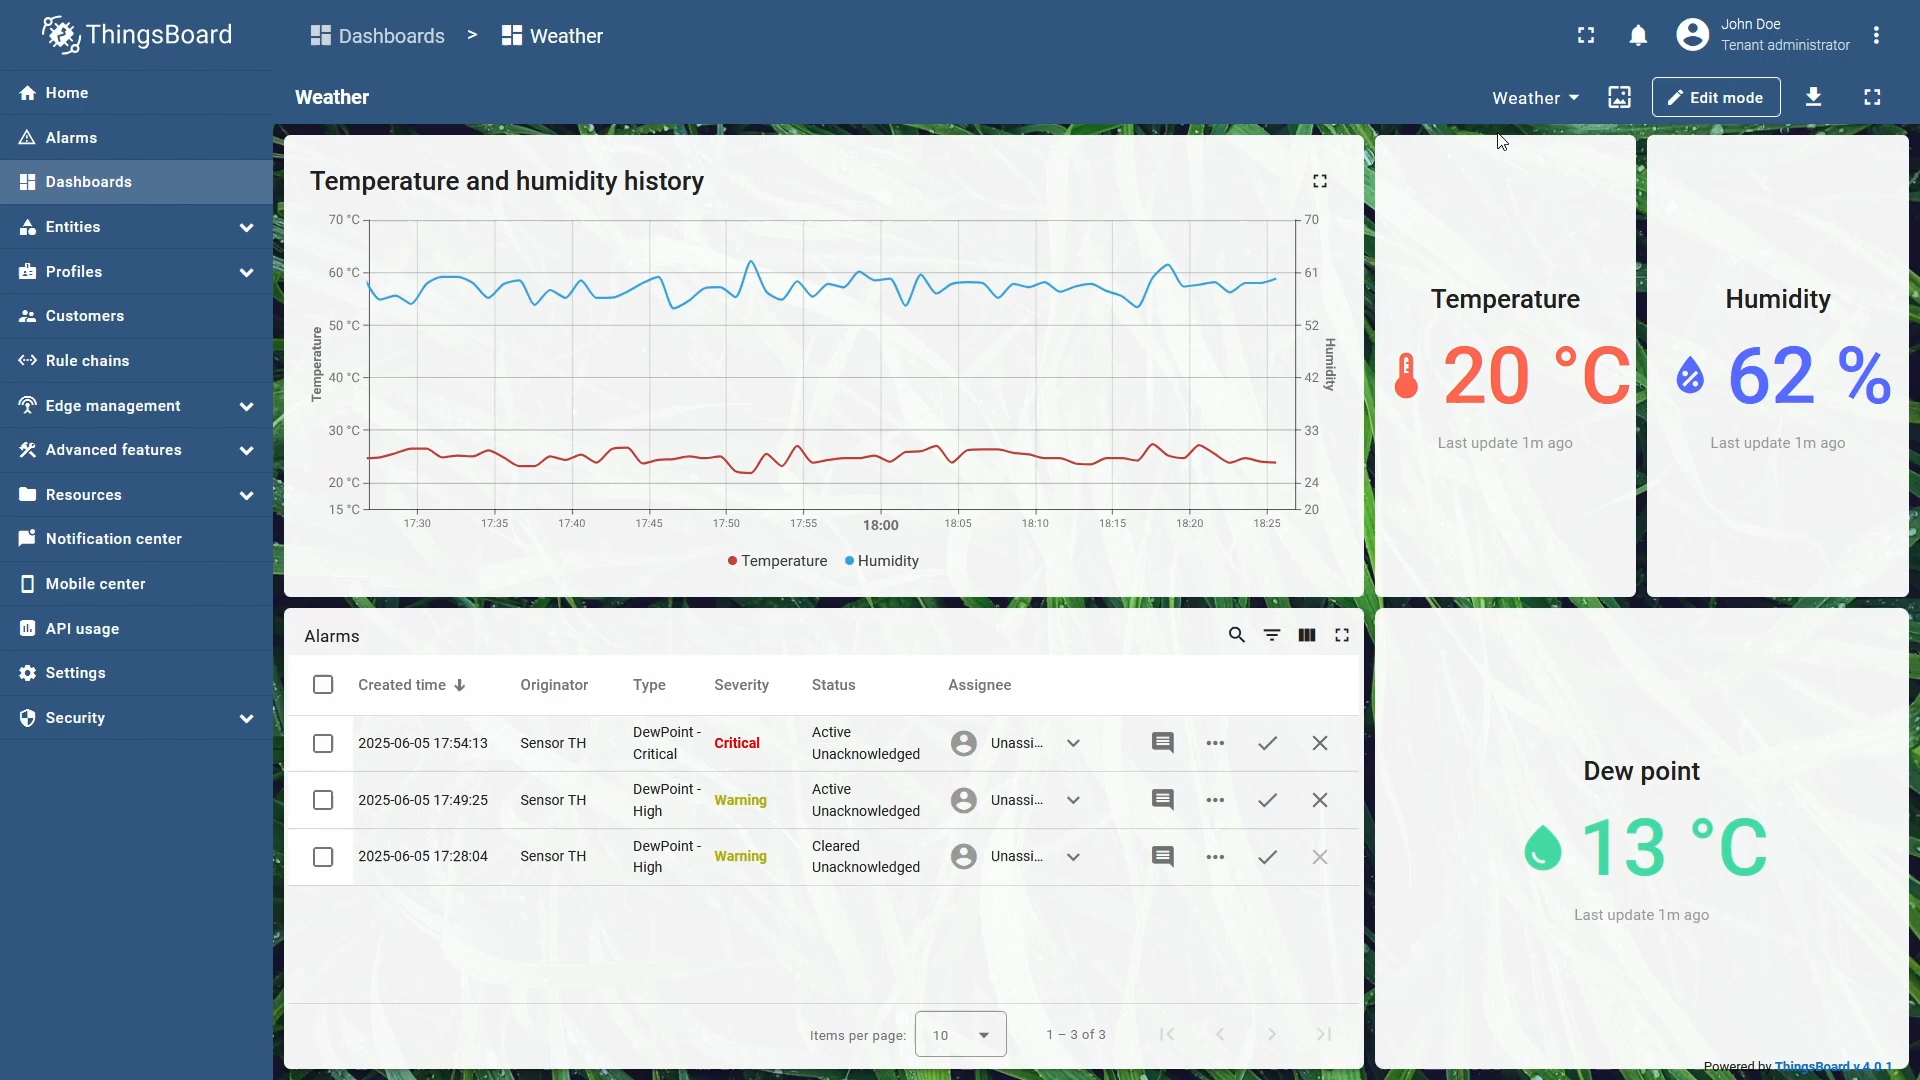 ThingsBoard
Dashboards > Weather
John Doe
Tenant administrator
Home
Alarms
Dashboards
Entities
Profiles
Customers
Rule chains
Edge management
Advanced features
Resources
Notification center
Mobile center
API usage
Settings
Security
Weather
Weather
Edit mode
Temperature and humidity history
70 °C
60 °C
50 °C
40 °C
30 °C
20 °C
15 °C
Temperature
70
61
52
42
33
24
20
Humidity
17:30 17:35 17:40 17:45 17:50 17:55 18:00 18:05 18:10 18:15 18:20 18:25
Temperature Humidity
Temperature
20 °C
Last update 1m ago
Humidity
62 %
Last update 1m ago
Alarms
Created time Originator Type Severity Status Assignee
2025-06-05 17:54:13 Sensor TH DewPoint - Critical Critical Active Unacknowledged Unassi...
2025-06-05 17:49:25 Sensor TH DewPoint - High Warning Active Unacknowledged Unassi...
2025-06-05 17:28:04 Sensor TH DewPoint - High Warning Cleared Unacknowledged Unassi...
Items per page: 10 1 – 3 of 3
Dew point
13 °C
Last update 1m ago
Powered by ThingsBoard v.4.0.1